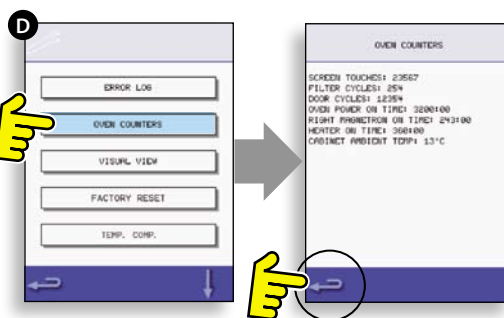 D
ERROR LOG
OVEN COUNTERS
VISUAL VIEW
FACTORY RESET
TEMP. COMP.
OVEN COUNTERS
SCREEN TOUCHES: 23567
FILTER CYCLES: 254
DOOR CYCLES: 12354
OVEN POWER ON TIME: 3200:00
RIGHT MAGNETRON ON TIME: 243:00
HEATER ON TIME: 360:00
CABINET AMBIENT TEMP: 13°C